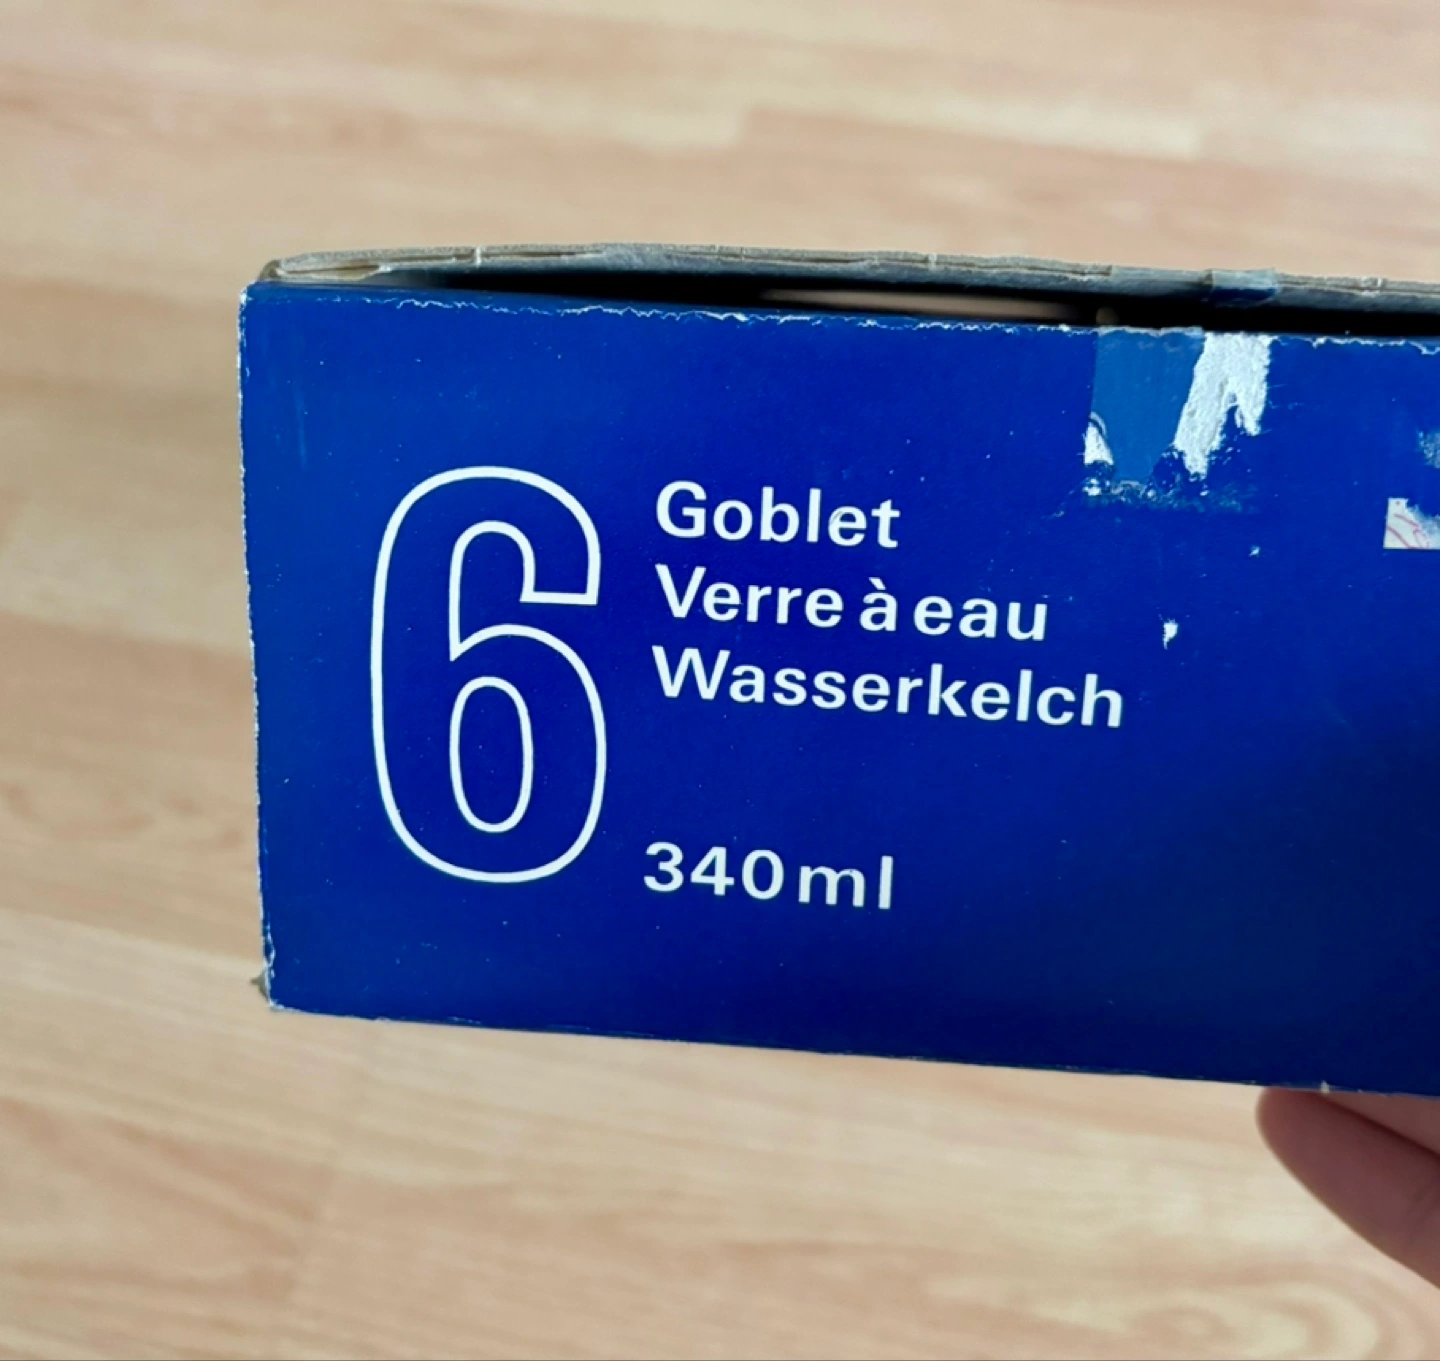 6
Goblet
Verre à eau
Wasserkelch
340ml